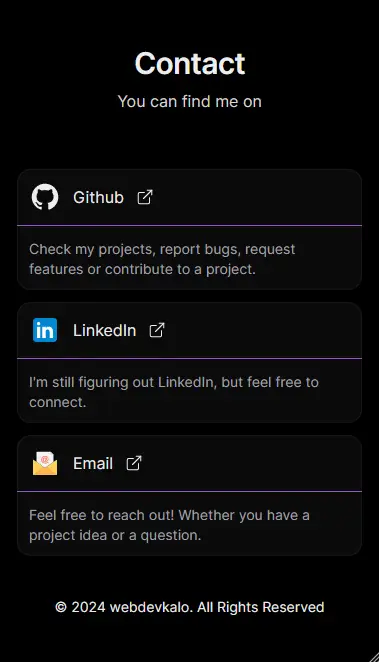 Contact
You can find me on
Github
Check my projects, report bugs, request
features or contribute to a project.
in LinkedIn
I'm still figuring out LinkedIn, but feel free to
connect.
@ Email
Feel free to reach out! Whether you have a
project idea or a question.
© 2024 webdevkalo. All Rights Reserved